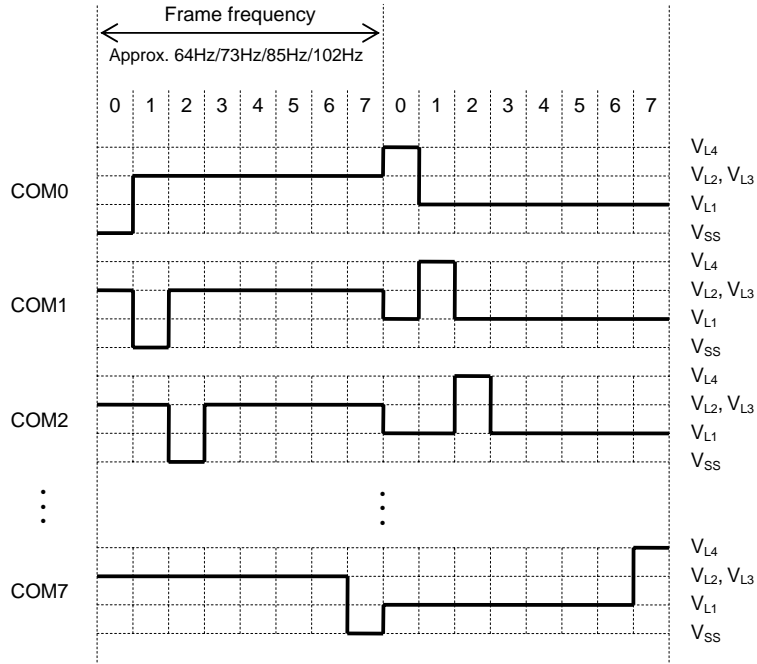 Frame frequency
Approx. 64Hz/73Hz/85Hz/102Hz
0 1 2 3 4 5 6 7 0 1 2 3 4 5 6 7
COM0
VL4
VL2, VL3
VL1
VSS
COM1
VL4
VL2, VL3
VL1
VSS
COM2
VL4
VL2, VL3
VL1
VSS
COM7
VL4
VL2, VL3
VL1
VSS